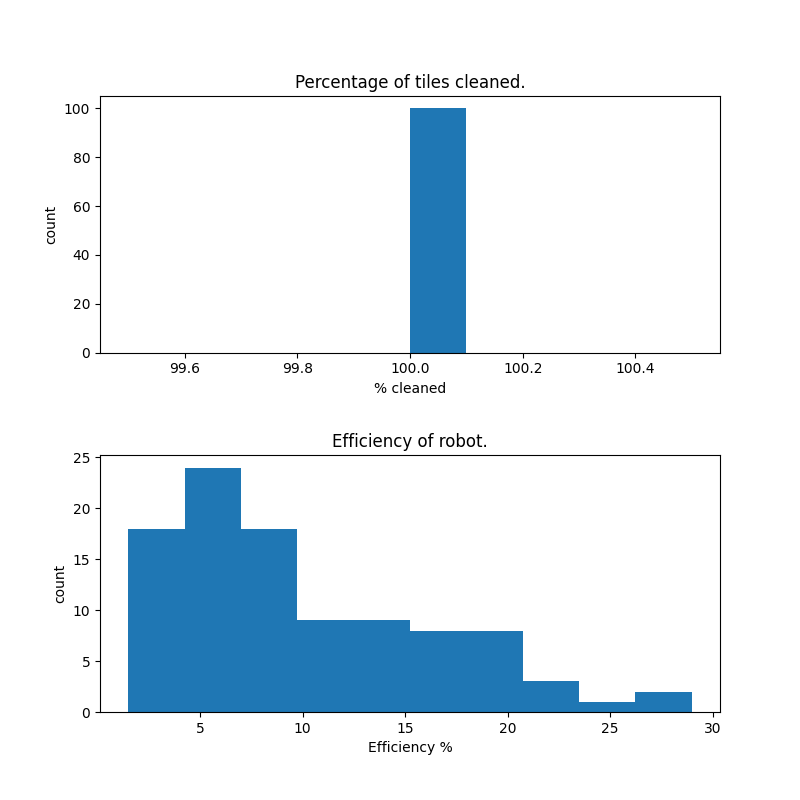 Percentage of tiles cleaned.
100
80
60
40
20
0
count
99.6 99.8 100.0 100.2 100.4
% cleaned
Efficiency of robot.
25
20
15
10
5
0
count
5 10 15 20 25 30
Efficiency %